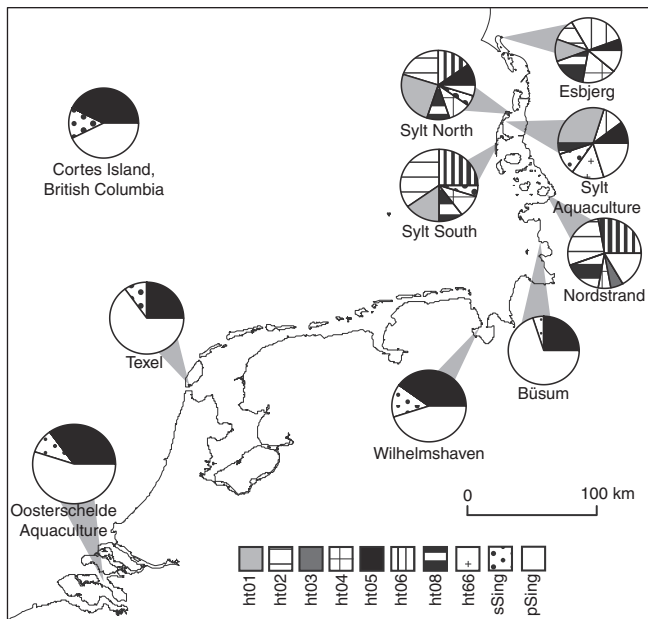 Esbjerg
Sylt North
Cortes Island,
British Columbia
Sylt
Aquaculture
Sylt South
Nordstrand
Texel
Büsum
Wilhelmshaven
Oosterschelde
Aquaculture
0 100 km
ht01
ht02
ht03
ht04
ht05
ht06
ht08
ht66
sSing
pSing